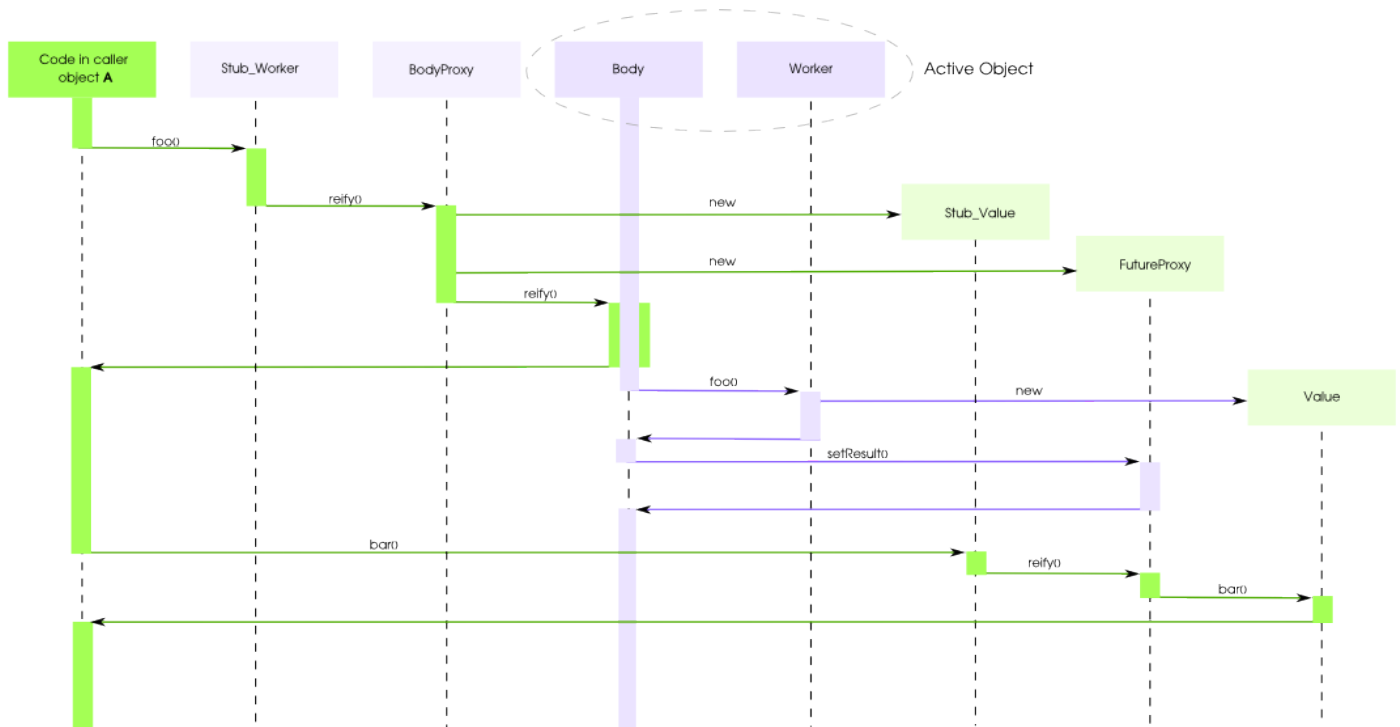 Code in caller
object A
Stub_Worker
BodyProxy
Body
Worker
Active Object
foo()
reify()
new
Stub_Value
new
FutureProxy
reify()
foo()
new
Value
setResult()
bar()
reify()
bar()